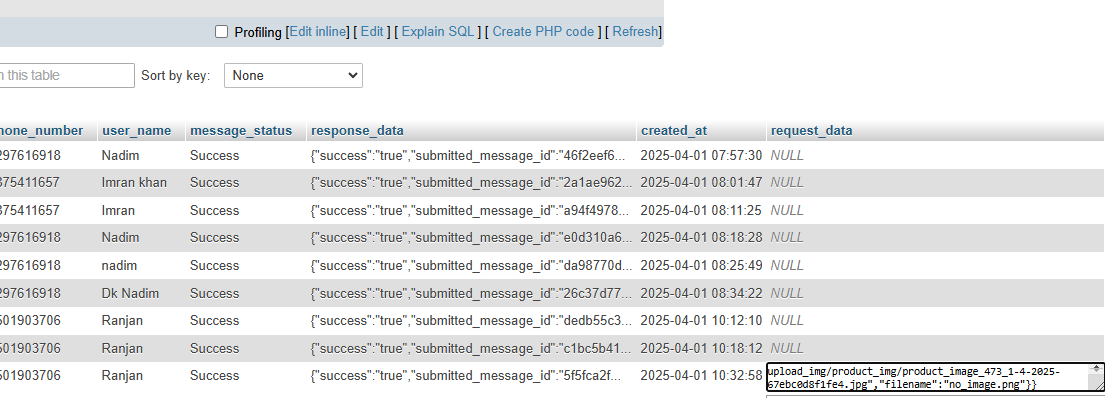 Profiling [Edit inline] [ Edit ] [ Explain SQL ] [ Create PHP code ] [ Refresh]
n this table Sort by key: None
none_number user_name message_status response_data created_at request_data
297616918 Nadim Success {"success":"true","submitted_message_id":"46f2eef6... 2025-04-01 07:57:30 NULL
375411657 Imran khan Success {"success":"true","submitted_message_id":"2a1ae962... 2025-04-01 08:01:47 NULL
375411657 Imran Success {"success":"true","submitted_message_id":"a94f4978... 2025-04-01 08:11:25 NULL
297616918 Nadim Success {"success":"true","submitted_message_id":"e0d310a6... 2025-04-01 08:18:28 NULL
297616918 nadim Success {"success":"true","submitted_message_id":"da98770d... 2025-04-01 08:25:49 NULL
297616918 Dk Nadim Success {"success":"true","submitted_message_id":"26c37d77... 2025-04-01 08:34:22 NULL
501903706 Ranjan Success {"success":"true","submitted_message_id":"dedb55c3... 2025-04-01 10:12:10 NULL
501903706 Ranjan Success {"success":"true","submitted_message_id":"c1bc5b41... 2025-04-01 10:18:12 NULL
501903706 Ranjan Success {"success":"true","submitted_message_id":"5f5fca2f... 2025-04-01 10:32:58 upload_img/product_img/product_image_473_1-4-2025-
67ebc0d8f1fe4.jpg","filename":"no_image.png"}}